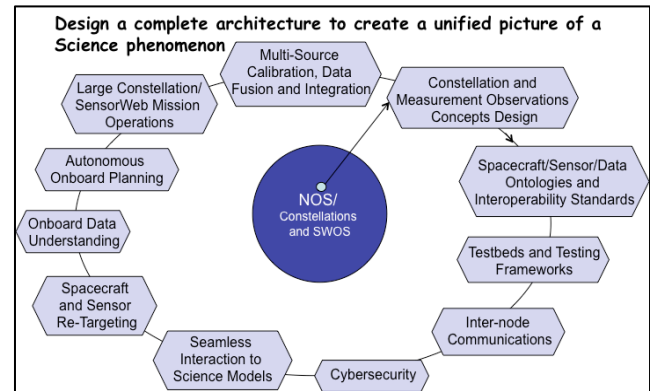 Design a complete architecture to create a unified picture of a
Science phenomenon
Multi-Source
Calibration, Data
Fusion and Integration
Constellation and
Measurement Observations
Concepts Design
Spacecraft/Sensor/Data
Ontologies and
Interoperability Standards
Testbeds and Testing
Frameworks
Inter-node
Communications
Cybersecurity
Seamless
Interaction to
Science Models
Spacecraft
and Sensor
Re-Targeting
Onboard Data
Understanding
Autonomous
Onboard Planning
Large Constellation/
SensorWeb Mission
Operations
NOS/
Constellations
and SWOS